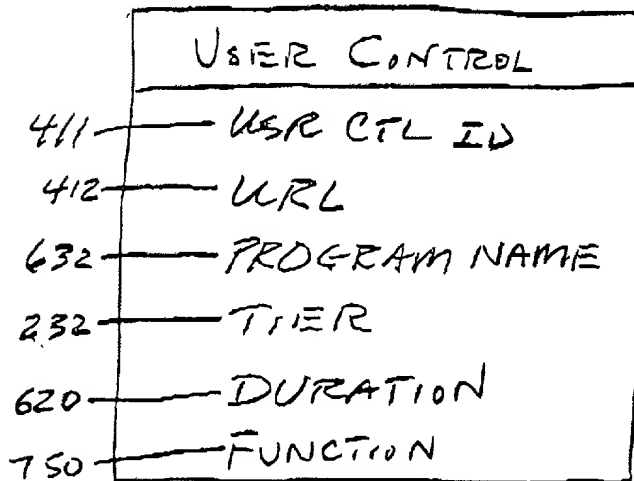 USER CONTROL
411 USR CTL ID
412 URL
632 PROGRAM NAME
232 TIER
620 DURATION
750 FUNCTION